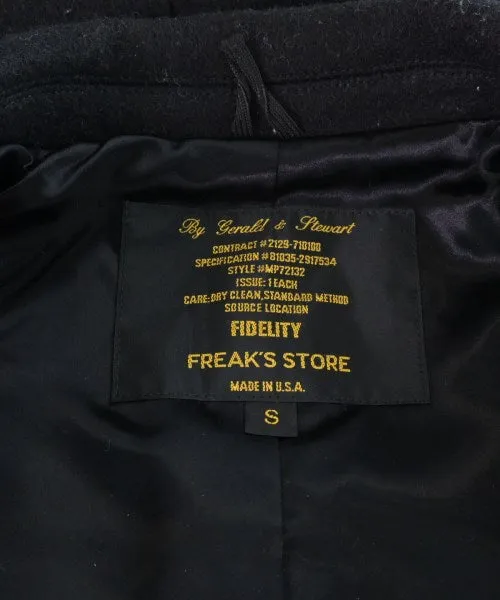 By Gerald & Stewart
CONTRACT #2129-710100
SPECIFICATION #81035-2917534
STYLE #MP72132
ISSUE: 1 EACH
CARE:DRY CLEAN,STANDARD METHOD
SOURCE LOCATION
FIDELITY
FREAK'S STORE
MADE IN U.S.A.
S